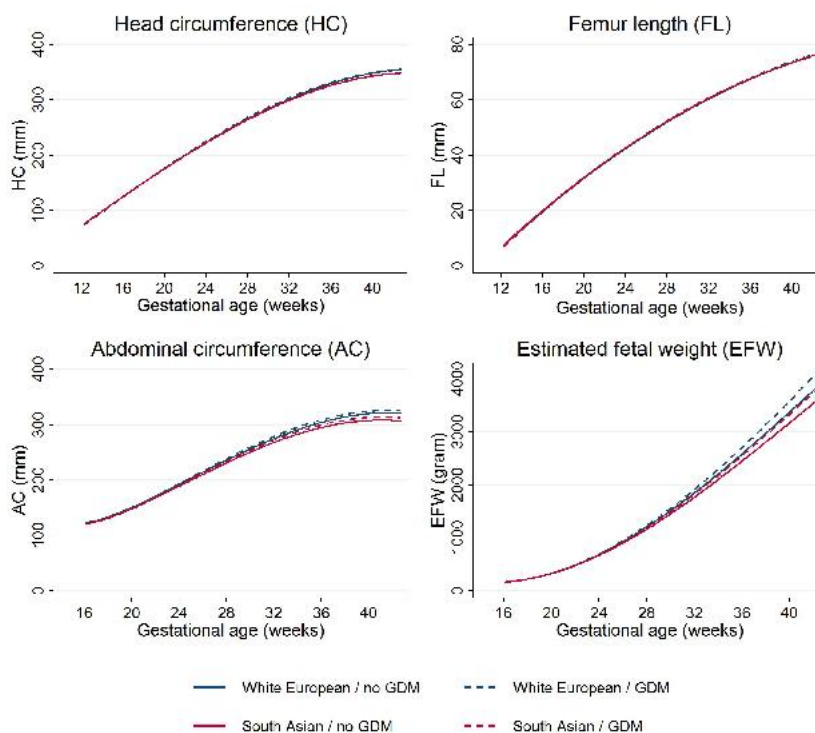 Head circumference (HC)
HC (mm)
400
300
200
100
0
12 16 20 24 28 32 36 40
Gestational age (weeks)
Femur length (FL)
FL (mm)
80
60
40
20
0
12 16 20 24 28 32 36 40
Gestational age (weeks)
Abdominal circumference (AC)
AC (mm)
400
300
200
100
0
16 20 24 28 32 36 40
Gestational age (weeks)
Estimated fetal weight (EFW)
EFW (gram)
4000
3000
2000
1000
0
16 20 24 28 32 36 40
Gestational age (weeks)
White European / no GDM
White European / GDM
South Asian / no GDM
South Asian / GDM